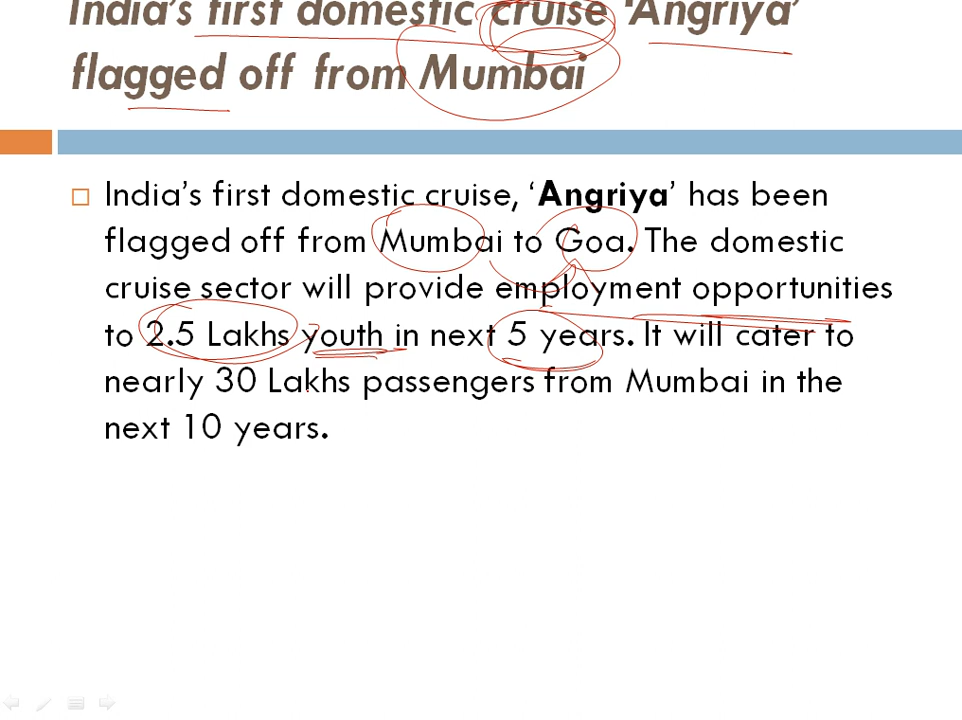 India's first domestic cruise 'Angriya'
flagged off from Mumbai
India's first domestic cruise, 'Angriya' has been
flagged off from Mumbai to Goa. The domestic
cruise sector will provide employment opportunities
to 2.5 Lakhs youth in next 5 years. It will cater to
nearly 30 Lakhs passengers from Mumbai in the
next 10 years.